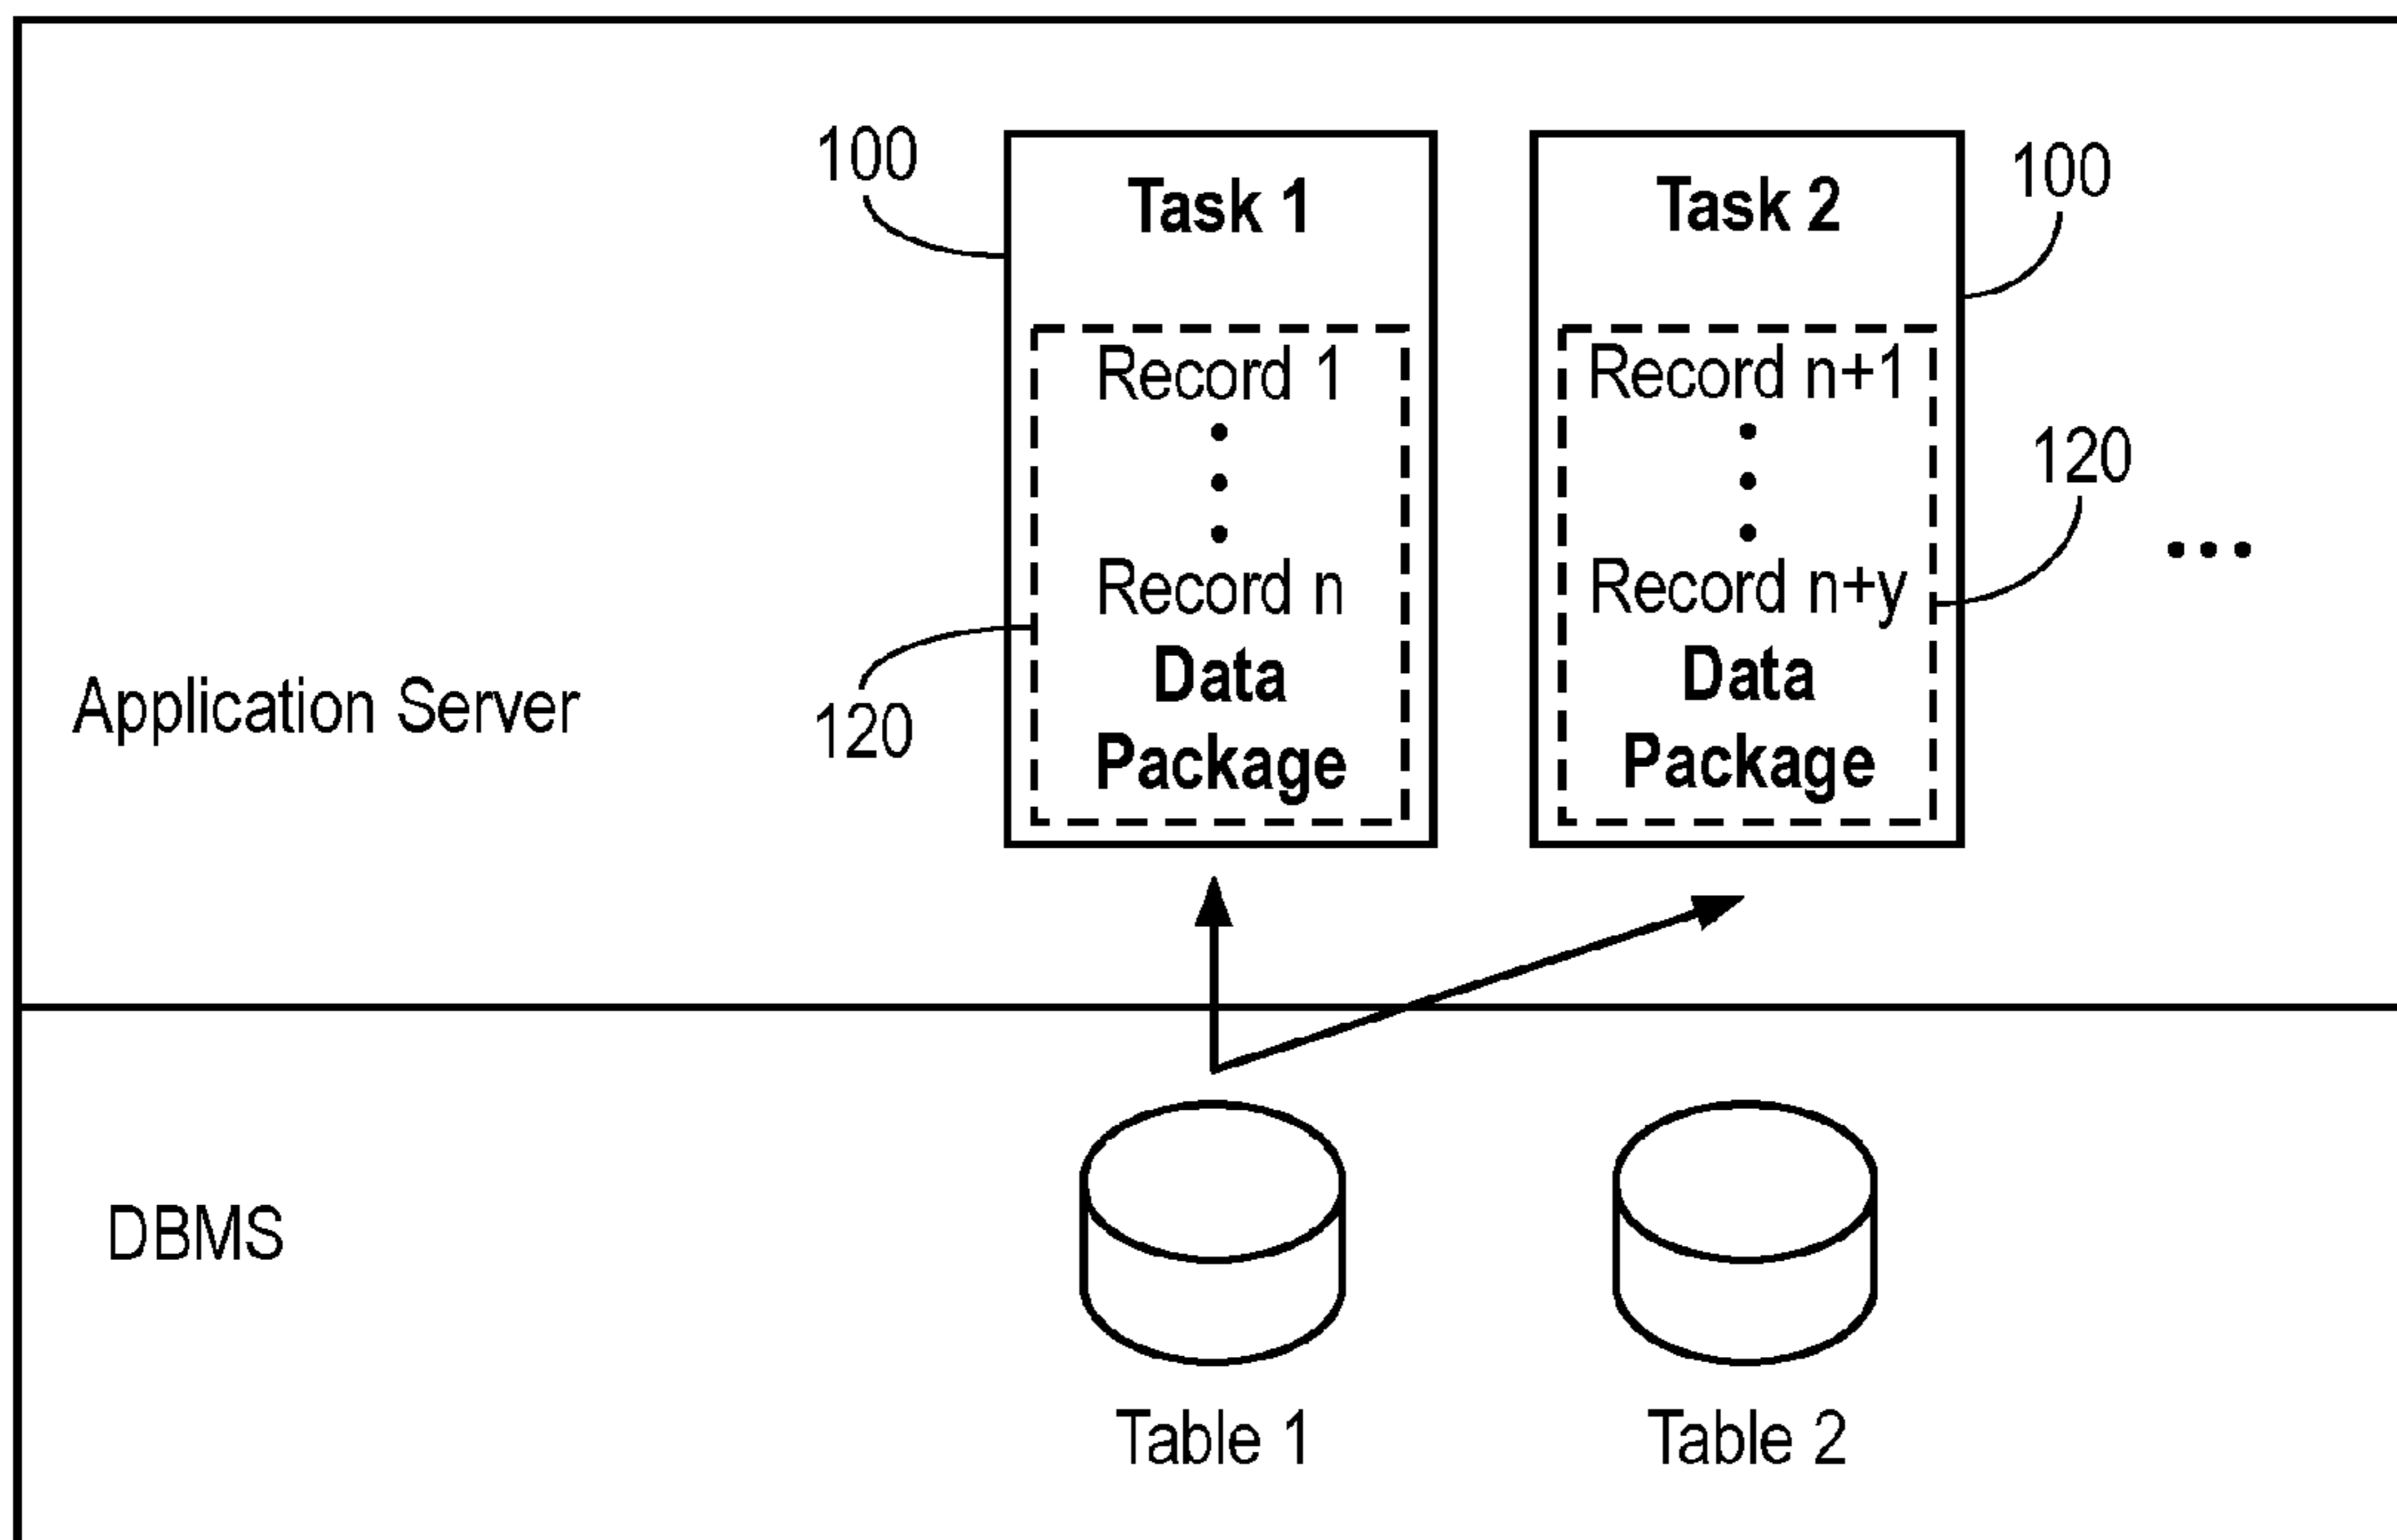 100
Task 1
Record 1
Record n
Data
Package
120
Task 2
100
Record n+1
Record n+y
Data
Package
120
...
Application Server
DBMS
Table 1
Table 2